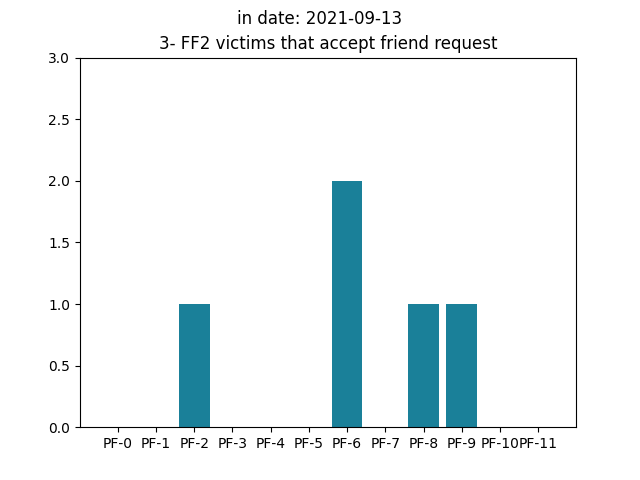 in date: 2021-09-13
3- FF2 victims that accept friend request
3.0
2.5
2.0
1.5
1.0
0.5
0.0
PF-0 PF-1 PF-2 PF-3 PF-4 PF-5 PF-6 PF-7 PF-8 PF-9 PF-10 PF-11